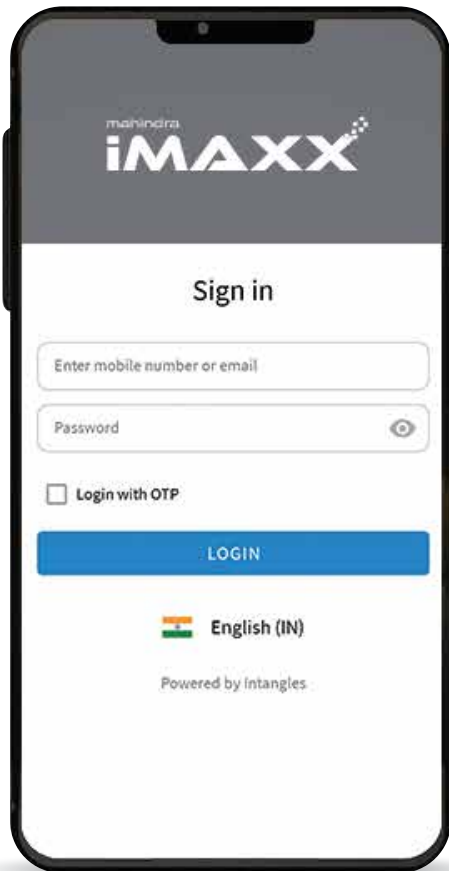 mahindra
iMAXX
Sign in
Enter mobile number or email
Password
Login with OTP
LOGIN
English (IN)
Powered by Intangles